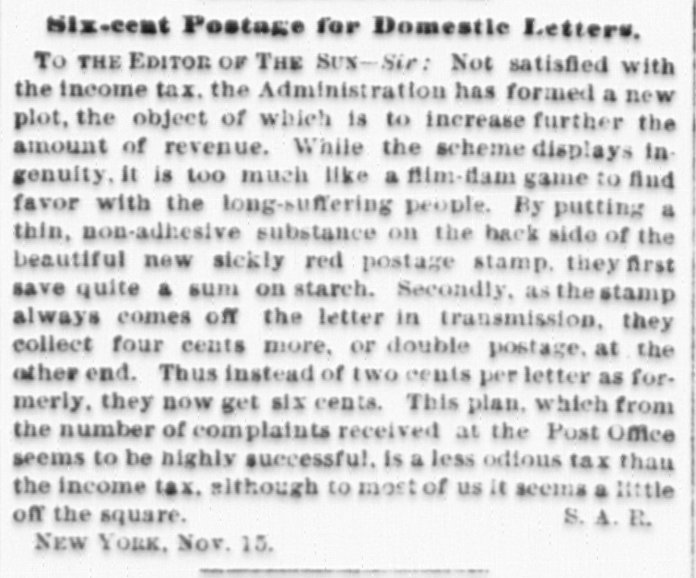 Six-cent Postage for Domestic Letters.
TO THE EDITOR OF THE SUN—Sir: Not satisfied with
the income tax, the Administration has formed a new
plot, the object of which is to increase further the
amount of revenue. While the scheme displays in-
genuity, it is too much like a flim-flam game to find
favor with the long-suffering people. By putting a
thin, non-adhesive substance on the back side of the
beautiful new sickly red postage stamp, they first
save quite a sum on starch. Secondly, as the stamp
always comes off the letter in transmission, they
collect four cents more, or double postage, at the
other end. Thus instead of two cents per letter as for-
merly, they now get six cents. This plan, which from
the number of complaints received at the Post Office
seems to be highly successful, is a less odious tax than
the income tax, although to most of us it seems a little
off the square. S. A. R.
NEW YORK, Nov. 15.